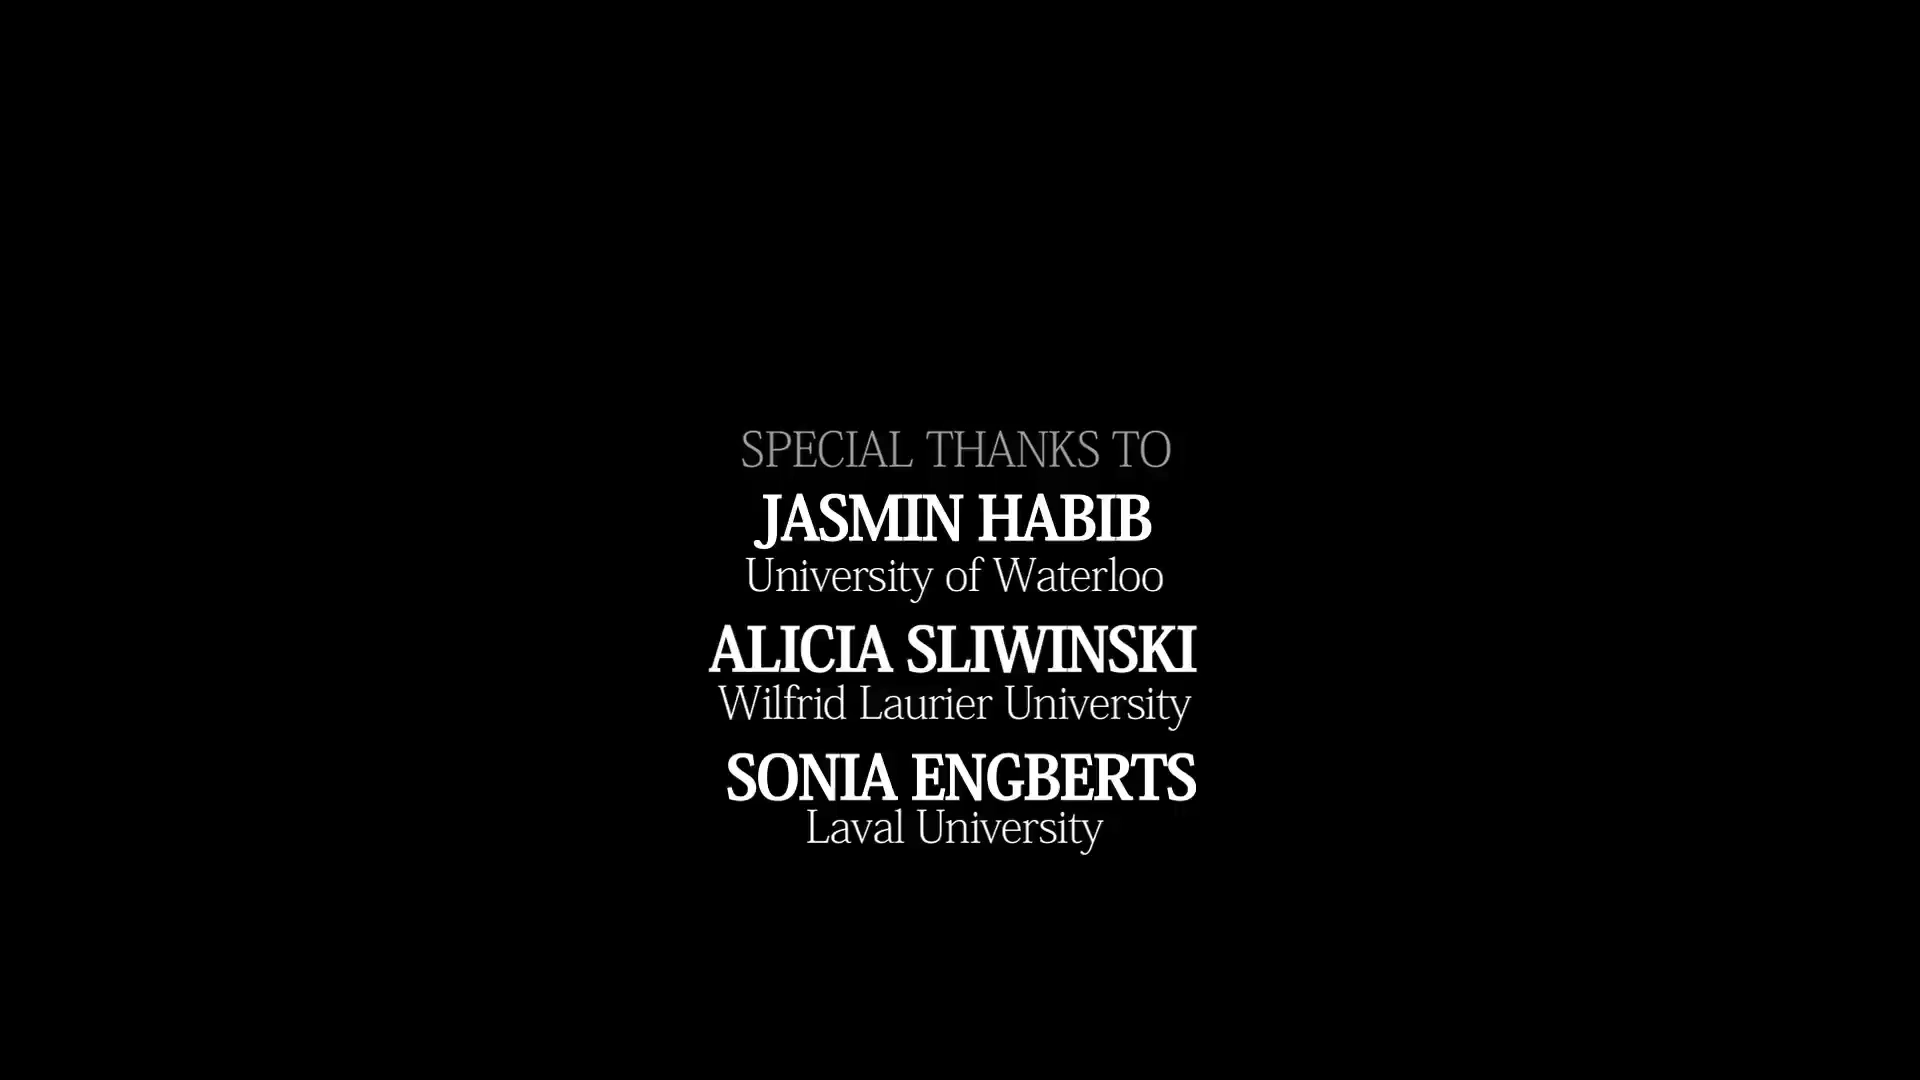 SPECIAL THANKS TO
JASMIN HABIB
University of Waterloo
ALICIA SLIWINSKI
Wilfrid Laurier University
SONIA ENGBERTS
Laval University